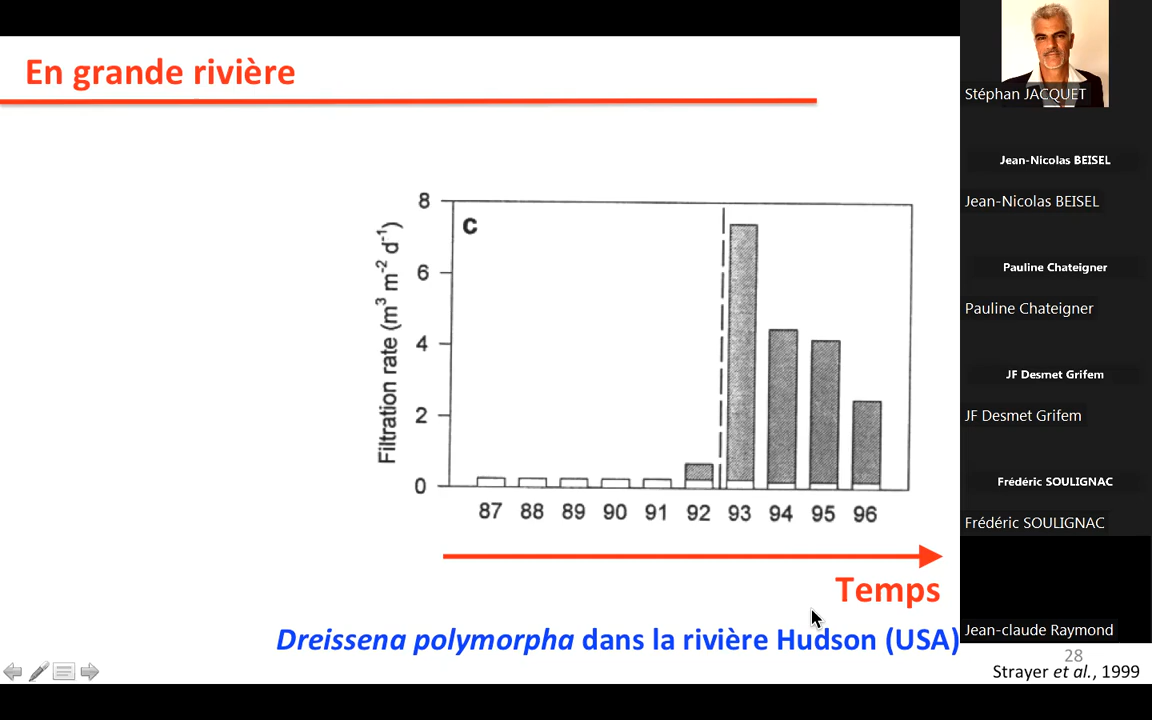 En grande rivière
8
6
4
2
0
Filtration rate (m³ m⁻² d⁻¹)
C
87 88 89 90 91 92 93 94 95 96
Temps
Dreissena polymorpha dans la rivière Hudson (USA)
28
Strayer et al., 1999
Stéphan JACQUET
Jean-Nicolas BEISEL
Jean-Nicolas BEISEL
Pauline Chateigner
Pauline Chateigner
JF Desmet Grifem
JF Desmet Grifem
Frédéric SOULIGNAC
Frédéric SOULIGNAC
Jean-claude Raymond